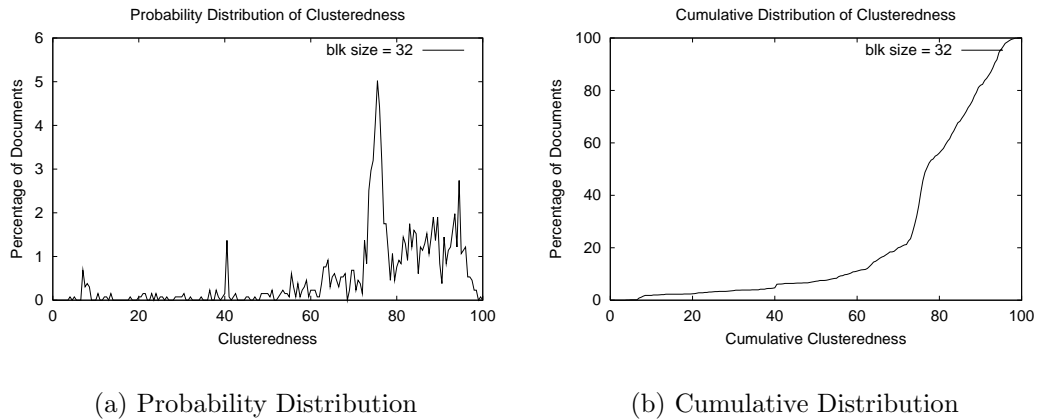 Probability Distribution of Clusteredness
6
5
4
3
2
1
0
0 20 40 60 80 100
Percentage of Documents
Clusteredness
blk size = 32
(a) Probability Distribution
Cumulative Distribution of Clusteredness
100
80
60
40
20
0
0 20 40 60 80 100
Percentage of Documents
Cumulative Clusteredness
blk size = 32
(b) Cumulative Distribution